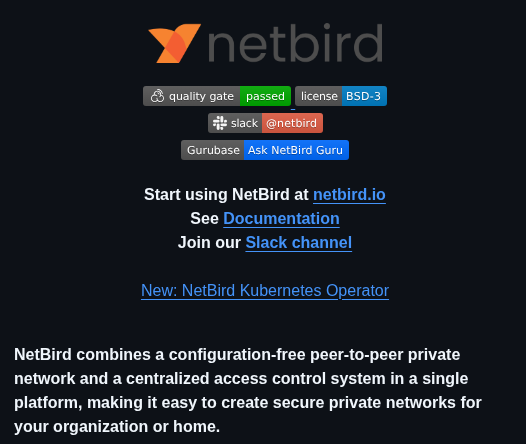 netbird
quality gate passed license BSD-3
slack @netbird
Gurubase Ask NetBird Guru
Start using NetBird at netbird.io
See Documentation
Join our Slack channel
New: NetBird Kubernetes Operator
NetBird combines a configuration-free peer-to-peer private
network and a centralized access control system in a single
platform, making it easy to create secure private networks for
your organization or home.